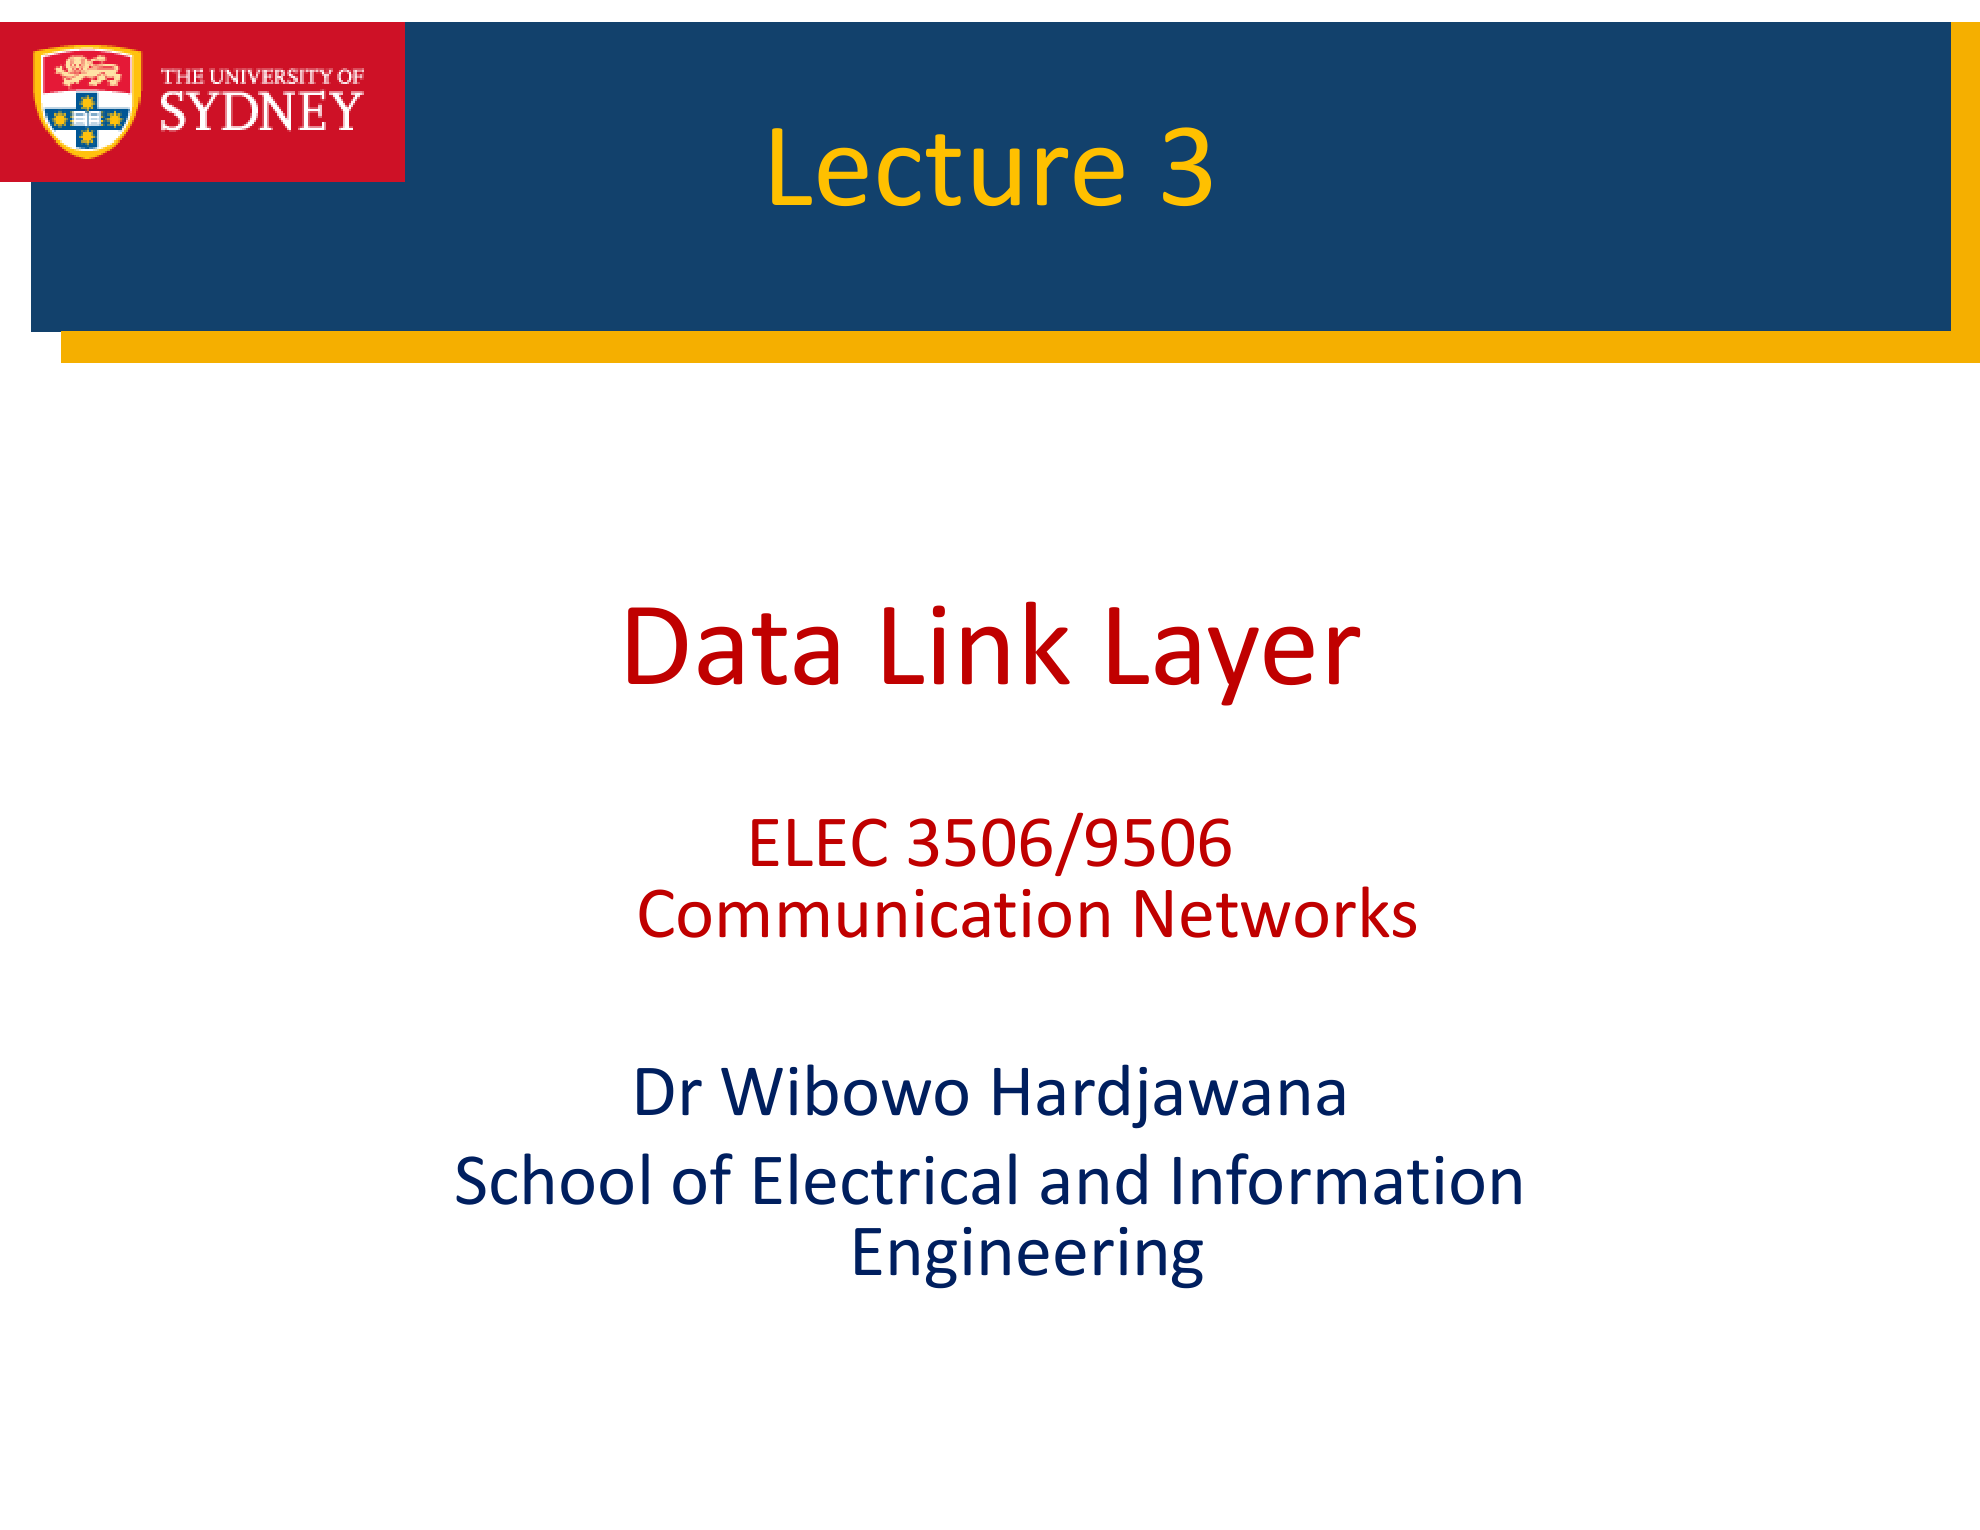 THE UNIVERSITY OF
SYDNEY
Lecture 3
Data Link Layer
ELEC 3506/9506
Communication Networks
Dr Wibowo Hardjawana
School of Electrical and Information
Engineering